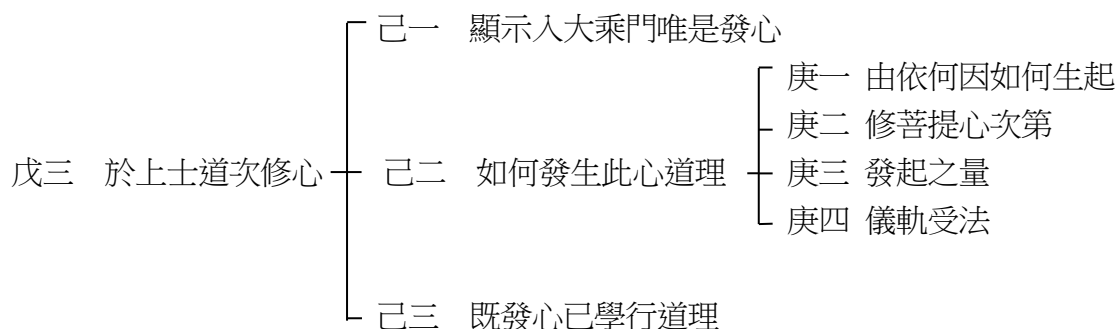 戊三 於上士道次修心
己一 顯示入大乘門唯是發心
己二 如何發生此心道理
庚一 由依何因如何生起
庚二 修菩提心次第
庚三 發起之量
庚四 儀軌受法
己三 既發心已學行道理